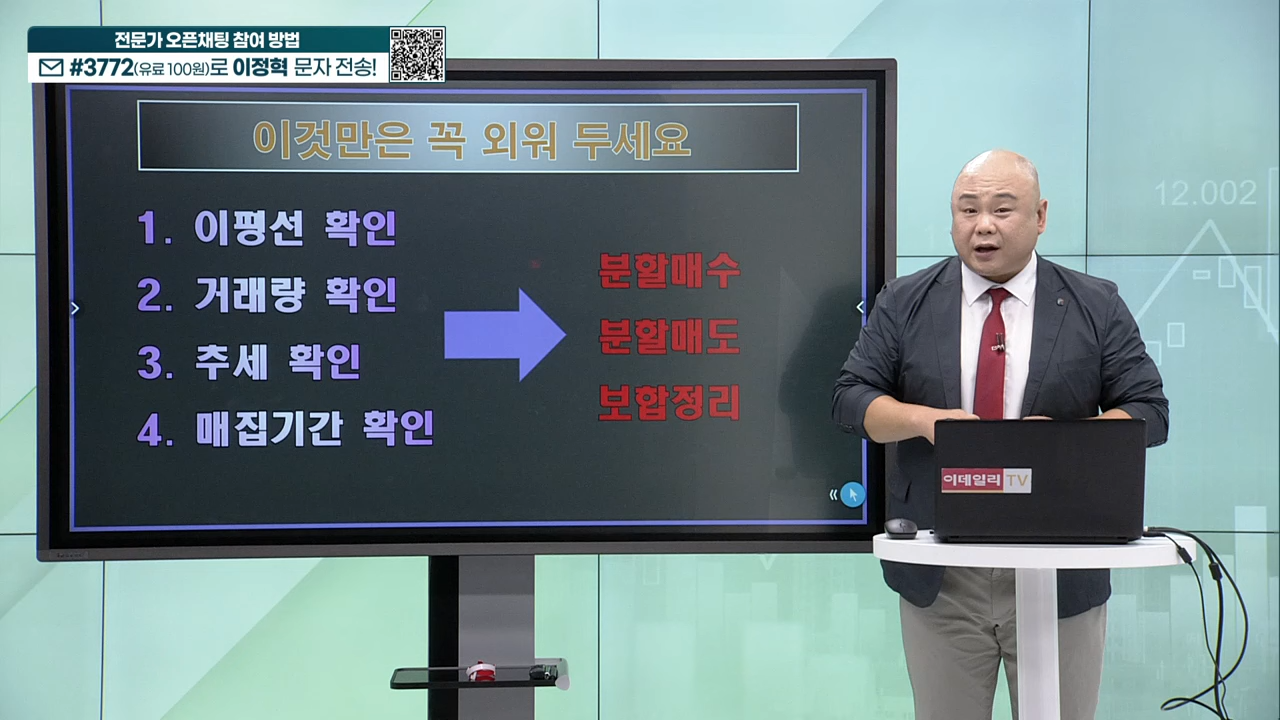 전문가 오픈채팅 참여 방법
#3772(유료 100원)로 이정혁 문자 전송!
이것만은 꼭 외워 두세요
1. 이평선 확인
2. 거래량 확인
3. 추세 확인
4. 매집기간 확인
분할매수
분할매도
보합정리
12.002
이데일리 TV